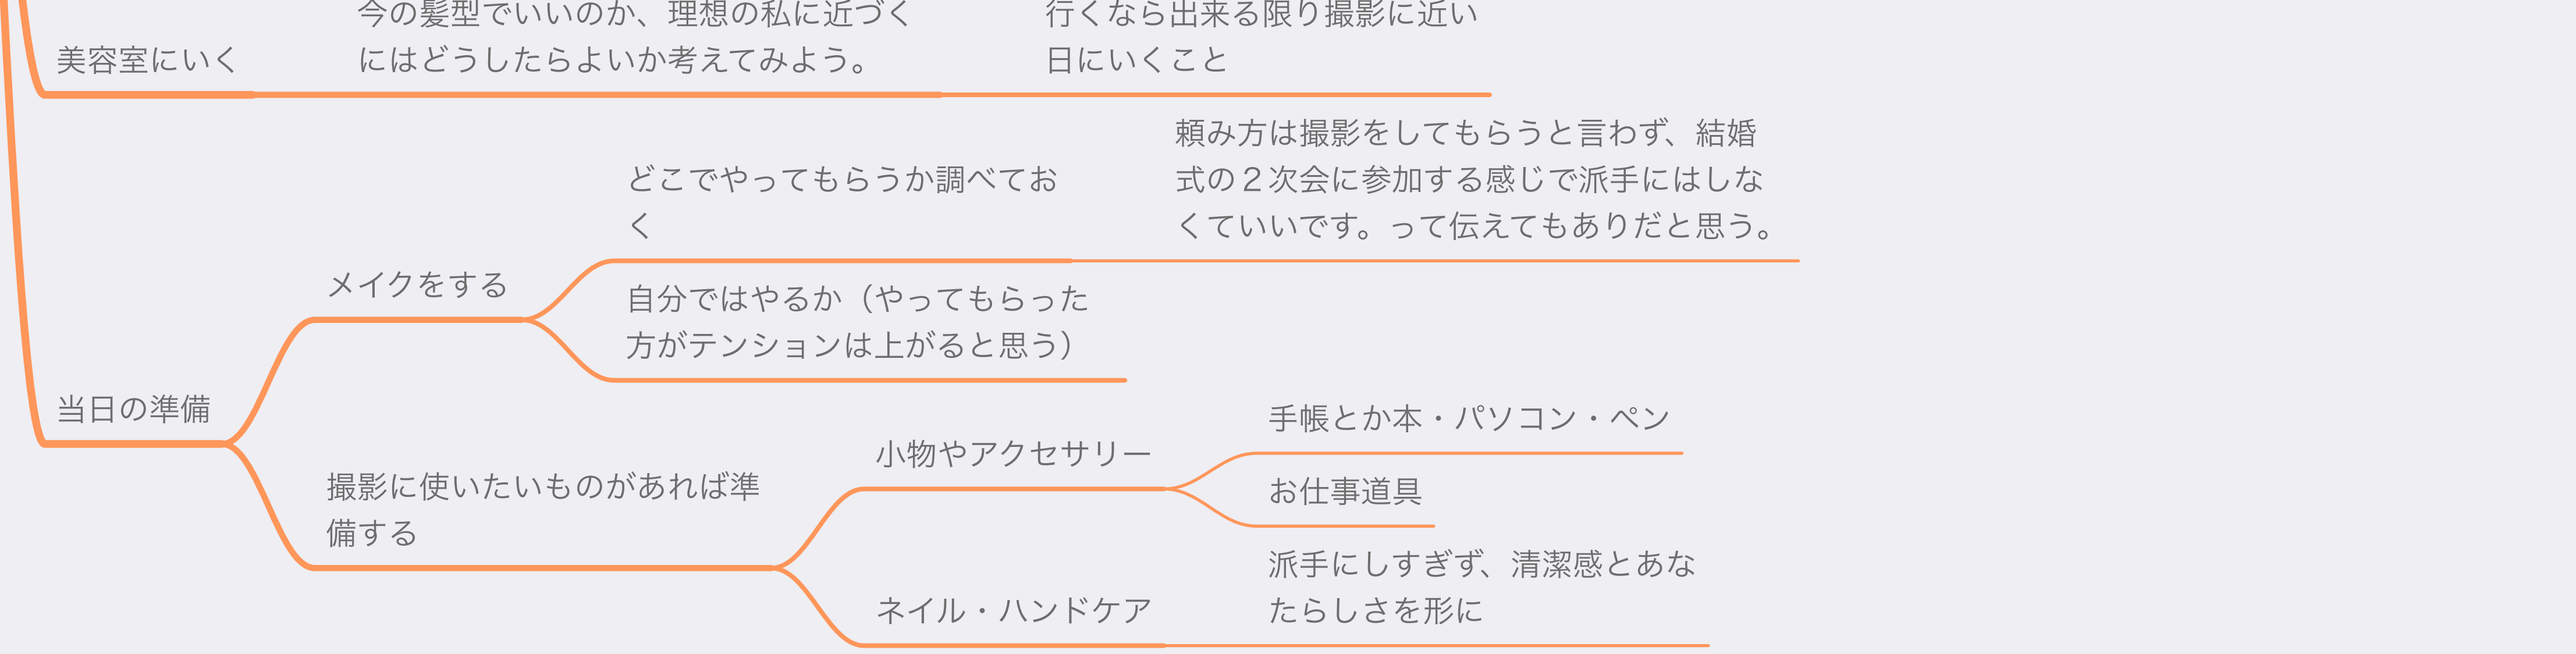 今の髪型でいいのか、理想の私に近づく
にはどうしたらよいか考えてみよう。
行くなら出来る限り撮影に近い
日にいくこと
美容室にいく
頼み方は撮影をしてもらうと言わず、結婚
式の２次会に参加する感じで派手にはしな
くていいです。って伝えてもありだと思う。
どこでやってもらうか調べてお
く
メイクをする
自分ではやるか（やってもらった
方がテンションは上がると思う）
当日の準備
手帳とか本・パソコン・ペン
小物やアクセサリー
お仕事道具
撮影に使いたいものがあれば準
備する
派手にしすぎず、清潔感とあな
たらしさを形に
ネイル・ハンドケア